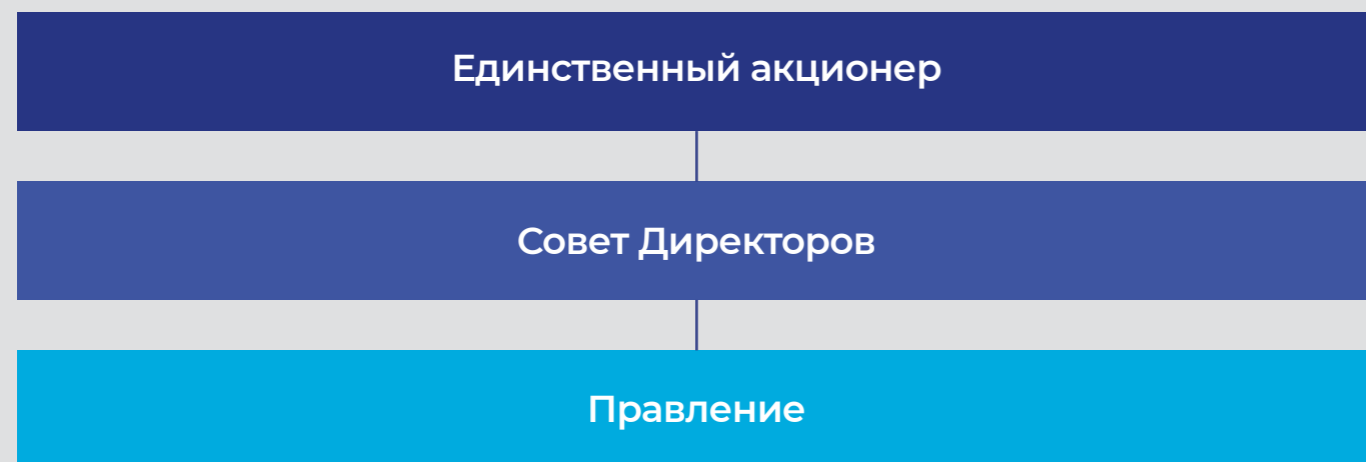 Единственный акционер
Совет Директоров
Правление